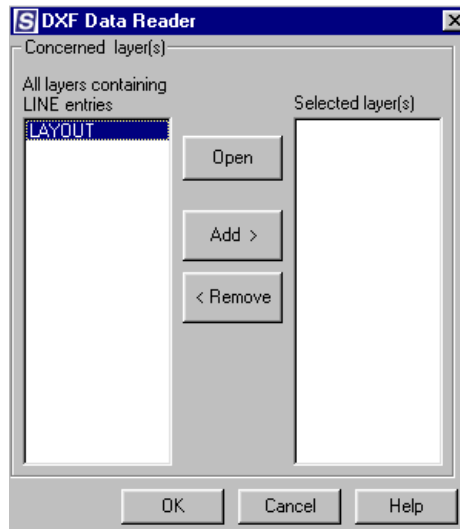 S DXF Data Reader
Concerned layer(s)
All layers containing
LINE entries
Selected layer(s)
LAYOUT
Open
Add >
< Remove
OK
Cancel
Help